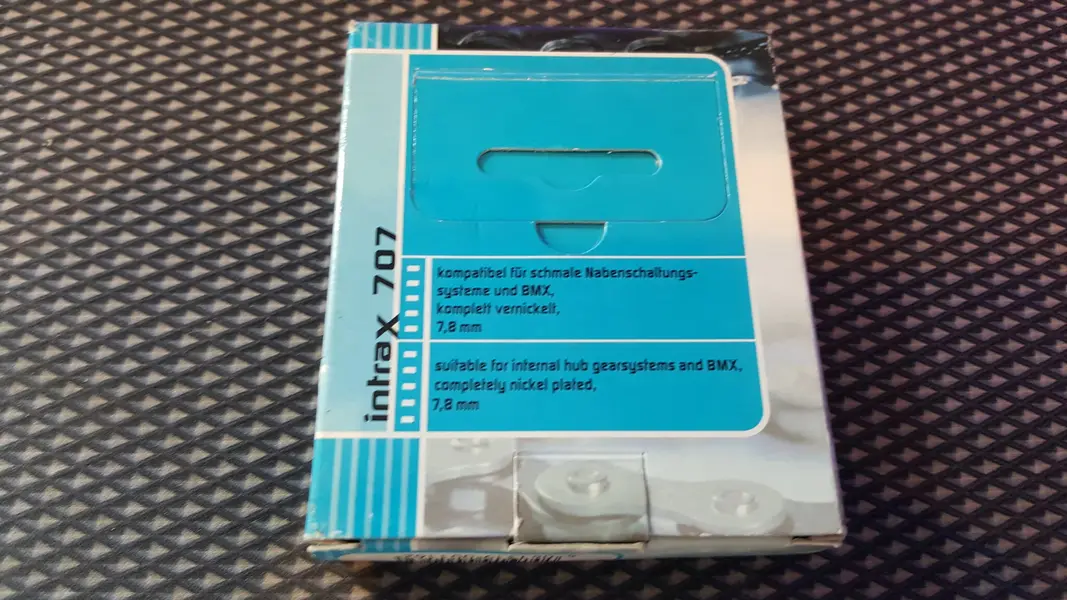 intrax 707
kompatibel für schmale Nabenschaltungs-
systeme und BMX,
komplett vernickelt,
7,8 mm
suitable for internal hub gearsystems and BMX,
completely nickel plated,
7,8 mm